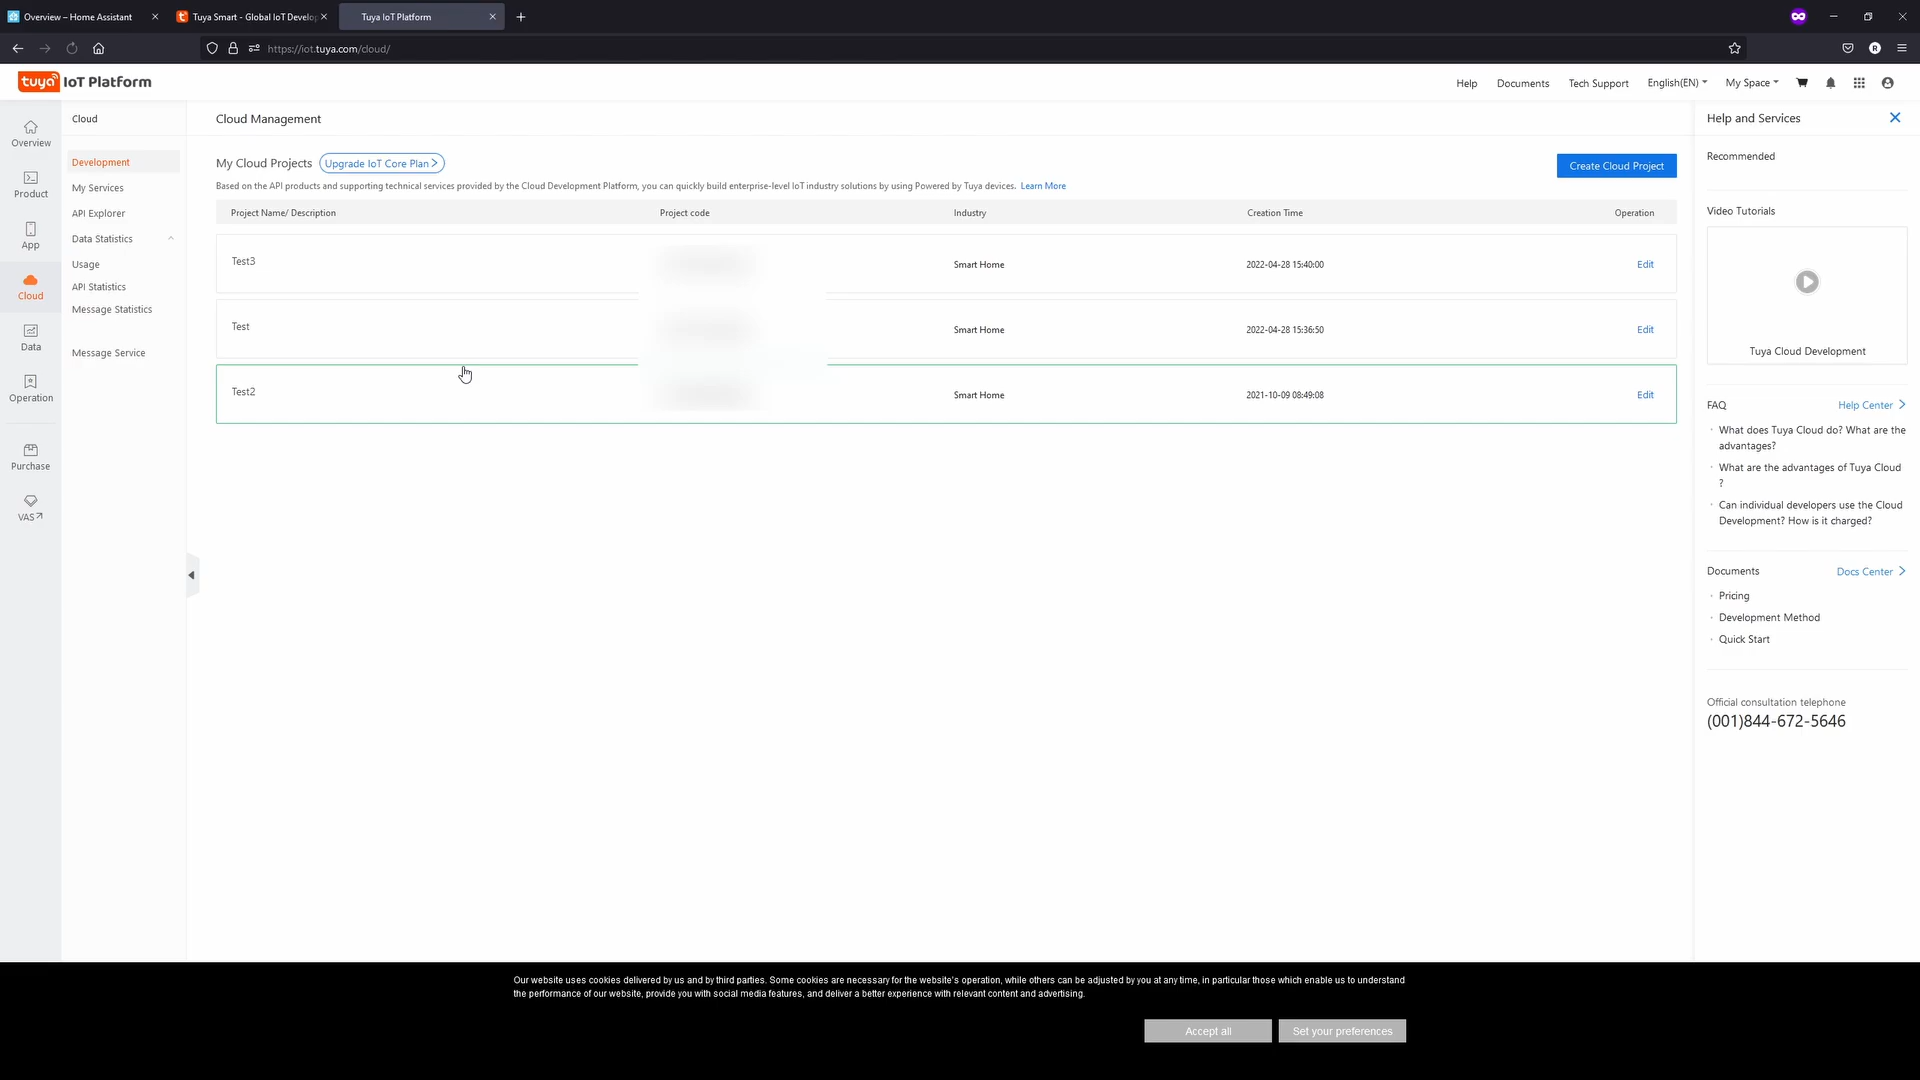 Overview – Home Assistant
Tuya Smart - Global IoT Develop
Tuya IoT Platform
https://iot.tuya.com/cloud/
tuya IoT Platform
Help
Documents
Tech Support
English(EN)
My Space
Overview
Product
App
Cloud
Data
Operation
Purchase
VAS
Cloud
Development
My Services
API Explorer
Data Statistics
Usage
API Statistics
Message Statistics
Message Service
Cloud Management
My Cloud Projects
Upgrade IoT Core Plan >
Create Cloud Project
Based on the API products and supporting technical services provided by the Cloud Development Platform, you can quickly build enterprise-level IoT industry solutions by using Powered by Tuya devices. Learn More
Project Name/ Description Project code Industry Creation Time Operation
Test3 Smart Home 2022-04-28 15:40:00 Edit
Test Smart Home 2022-04-28 15:36:50 Edit
Test2 Smart Home 2021-10-09 08:49:08 Edit
Help and Services
Recommended
Video Tutorials
Tuya Cloud Development
FAQ
Help Center >
What does Tuya Cloud do? What are the
advantages?
What are the advantages of Tuya Cloud
?
Can individual developers use the Cloud
Development? How is it charged?
Documents
Docs Center >
Pricing
Development Method
Quick Start
Official consultation telephone
(001)844-672-5646
Our website uses cookies delivered by us and by third parties. Some cookies are necessary for the website's operation, while others can be adjusted by you at any time, in particular those which enable us to understand
the performance of our website, provide you with social media features, and deliver a better experience with relevant content and advertising.
Accept all
Set your preferences